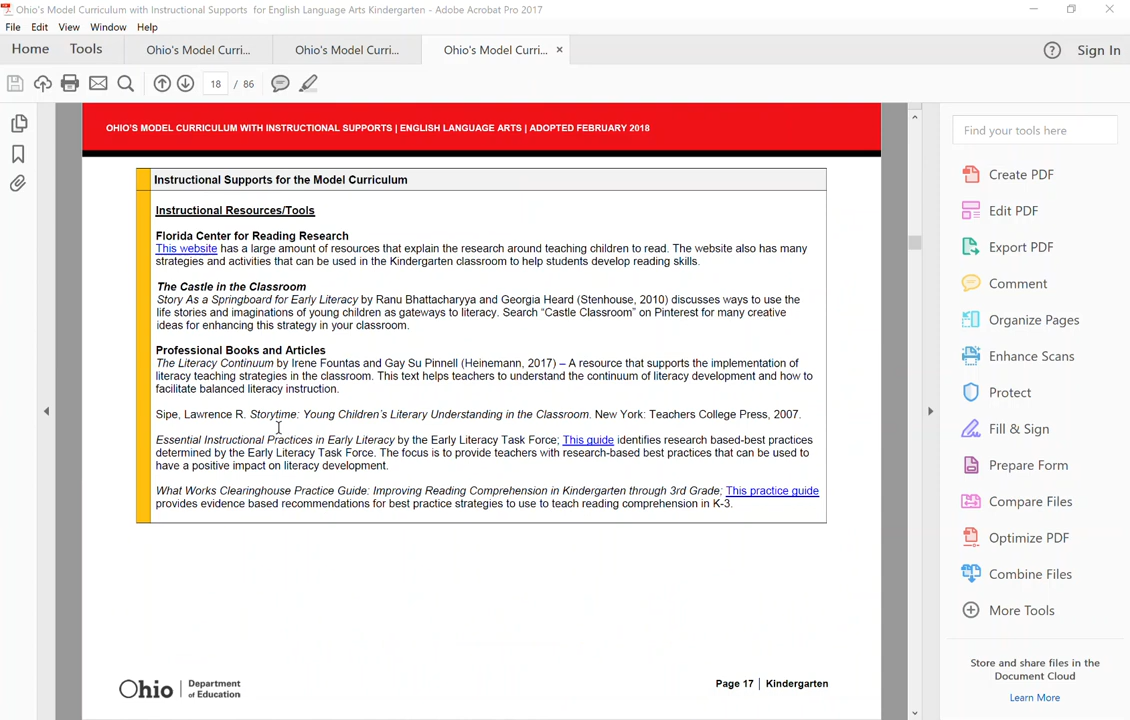 Ohio's Model Curriculum with Instructional Supports  for English Language Arts Kindergarten - Adobe Acrobat Pro 2017
File Edit View Window Help
Home Tools Ohio's Model Curri... Ohio's Model Curri... Ohio's Model Curri... × Sign In
18 / 86
OHIO'S MODEL CURRICULUM WITH INSTRUCTIONAL SUPPORTS | ENGLISH LANGUAGE ARTS | ADOPTED FEBRUARY 2018
Instructional Supports for the Model Curriculum
Instructional Resources/Tools
Florida Center for Reading Research
This website has a large amount of resources that explain the research around teaching children to read. The website also has many
strategies and activities that can be used in the Kindergarten classroom to help students develop reading skills.
The Castle in the Classroom
Story As a Springboard for Early Literacy by Ranu Bhattacharyya and Georgia Heard (Stenhouse, 2010) discusses ways to use the
life stories and imaginations of young children as gateways to literacy. Search “Castle Classroom” on Pinterest for many creative
ideas for enhancing this strategy in your classroom.
Professional Books and Articles
The Literacy Continuum by Irene Fountas and Gay Su Pinnell (Heinemann, 2017) – A resource that supports the implementation of
literacy teaching strategies in the classroom. This text helps teachers to understand the continuum of literacy development and how to
facilitate balanced literacy instruction.
Sipe, Lawrence R. Storytime: Young Children's Literary Understanding in the Classroom. New York: Teachers College Press, 2007.
Essential Instructional Practices in Early Literacy by the Early Literacy Task Force; This guide identifies research based-best practices
determined by the Early Literacy Task Force. The focus is to provide teachers with research-based best practices that can be used to
have a positive impact on literacy development.
What Works Clearinghouse Practice Guide: Improving Reading Comprehension in Kindergarten through 3rd Grade; This practice guide
provides evidence based recommendations for best practice strategies to use to teach reading comprehension in K-3.
Ohio | Department
of Education
Page 17 | Kindergarten
Find your tools here
Create PDF
Edit PDF
Export PDF
Comment
Organize Pages
Enhance Scans
Protect
Fill & Sign
Prepare Form
Compare Files
Optimize PDF
Combine Files
More Tools
Store and share files in the
Document Cloud
Learn More